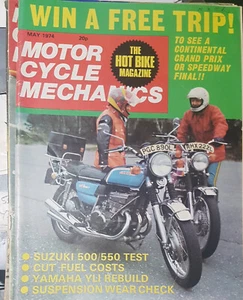 WIN A FREE TRIP!
MAY 1974
20p
TO SEE A
CONTINENTAL
GRAND PRIX
OR SPEEDWAY
FINAL!!
MOTOR
CYCLE
MECHANICS
THE
HOT BIKE
MAGAZINE
SUZUKI 500/550 TEST
CUT FUEL COSTS
YAMAHA YL1 REBUILD
SUSPENSION WEAR CHECK